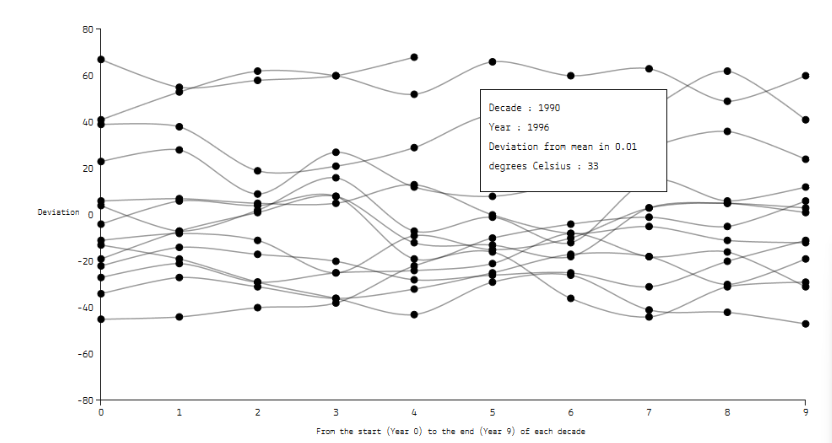 80
60
Decade : 1990
Year : 1996
40
Deviation from mean in 0.01
20
degrees Celsius : 33
Deviation
0
-20
-40
-60
-80
0 1 2 3 4 5 6 7 8 9
From the start (Year 0) to the end (Year 9) of each decade